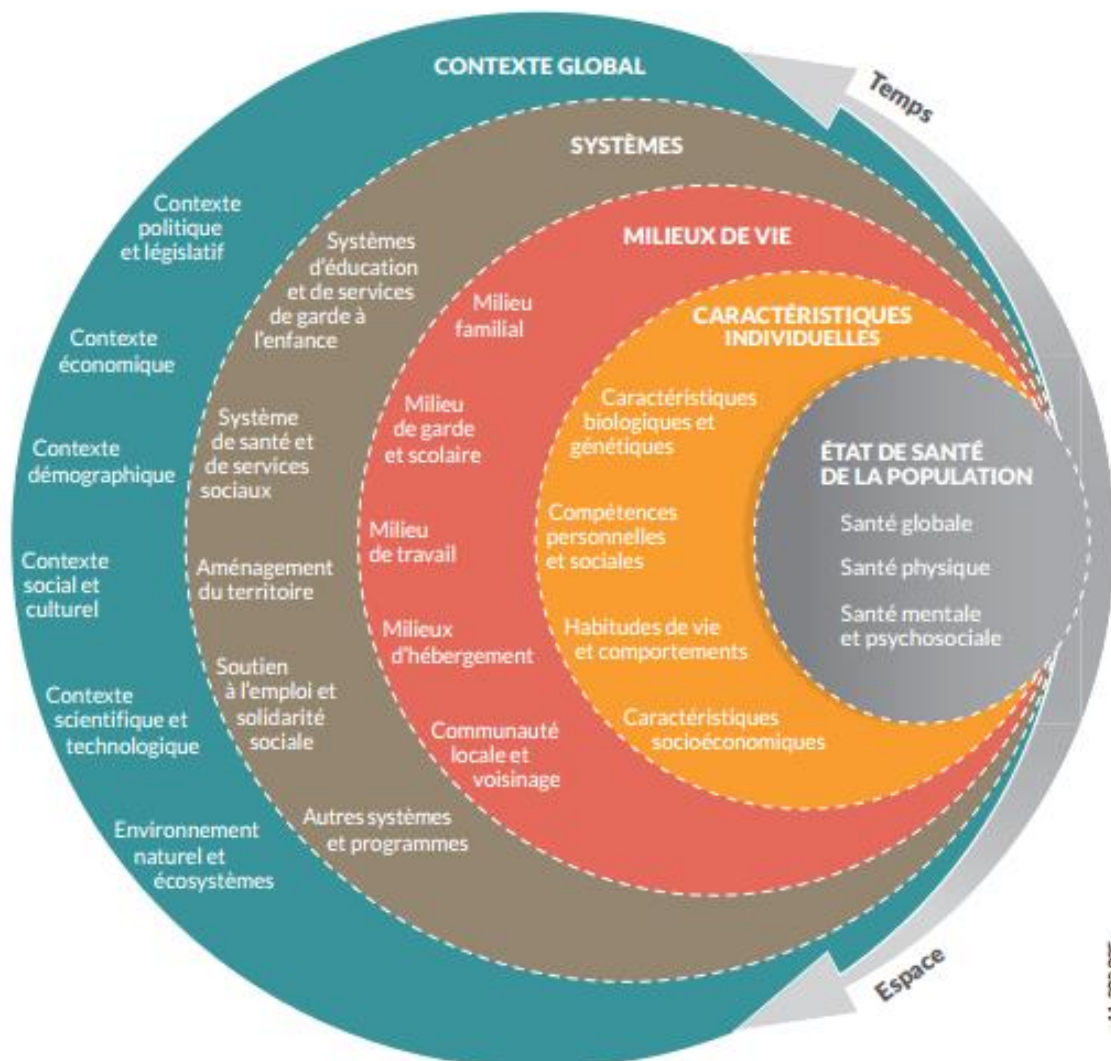 CONTEXTE GLOBAL
Temps
SYSTÈMES
MILIEUX DE VIE
CARACTÉRISTIQUES
INDIVIDUELLES
ÉTAT DE SANTÉ
DE LA POPULATION
Santé globale
Santé physique
Santé mentale
et psychosociale
Contexte
politique
et législatif
Contexte
économique
Contexte
démographique
Contexte
social et
culturel
Contexte
scientifique et
technologique
Environnement
naturel et
écosystèmes
Systèmes
d'éducation
et de services
de garde à
l'enfance
Système
de santé et
de services
sociaux
Aménagement
du territoire
Soutien
à l'emploi et
solidarité
sociale
Autres systèmes
et programmes
Milieu
familial
Milieu
de garde
et scolaire
Milieu
de travail
Milieux
d'hébergement
Communauté
locale et
voisinage
Caractéristiques
biologiques et
génétiques
Compétences
personnelles
et sociales
Habitudes de vie
et comportements
Caractéristiques
socioéconomiques
Espace